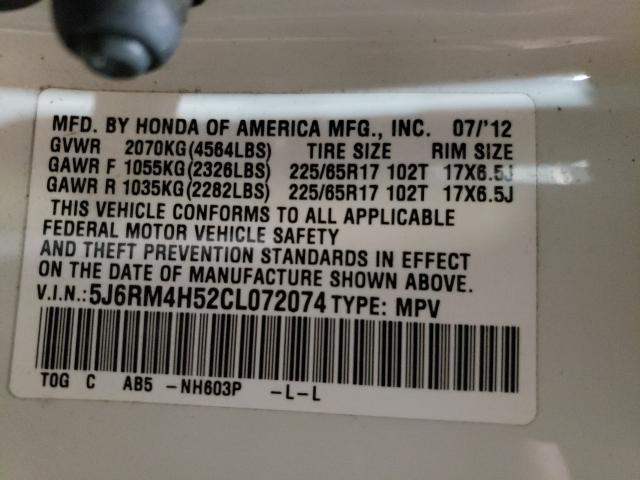 MFD. BY HONDA OF AMERICA MFG., INC. 07/'12
GVWR 2070KG(4564LBS) TIRE SIZE RIM SIZE
GAWR F 1055KG(2326LBS) 225/65R17 102T 17X6.5J
GAWR R 1035KG(2282LBS) 225/65R17 102T 17X6.5J
THIS VEHICLE CONFORMS TO ALL APPLICABLE
FEDERAL MOTOR VEHICLE SAFETY
AND THEFT PREVENTION STANDARDS IN EFFECT
ON THE DATE OF MANUFACTURE SHOWN ABOVE.
V.I.N.:5J6RM4H52CL072074 TYPE: MPV
T0G C AB5 -NH603P -L-L